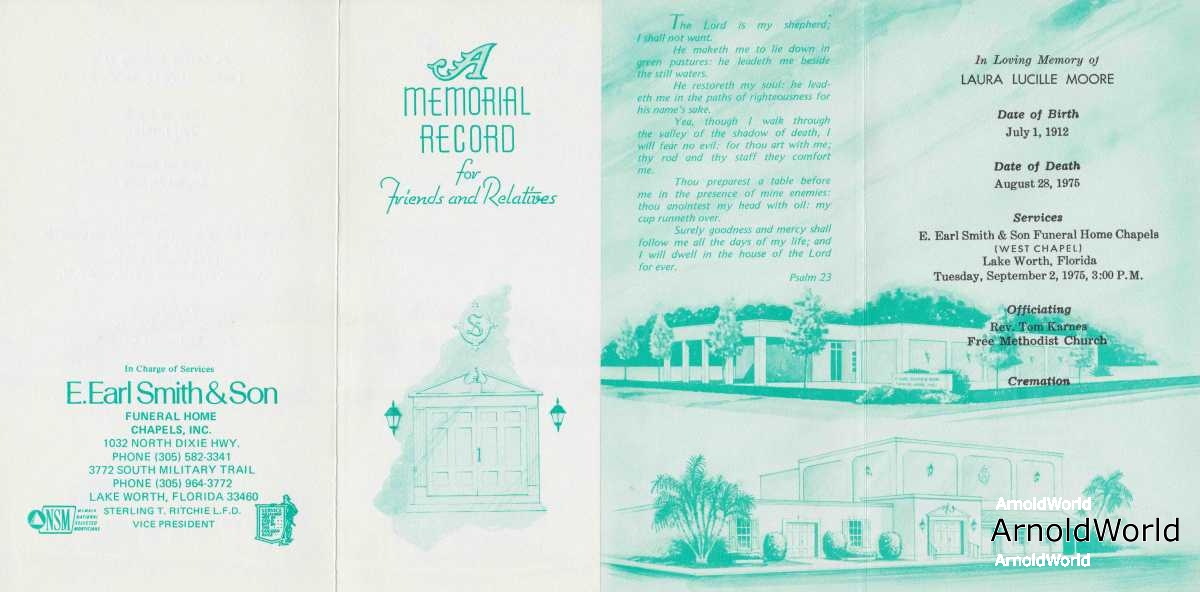 A
MEMORIAL
RECORD
for
Friends and Relatives
S
1
In Charge of Services
E. Earl Smith & Son
FUNERAL HOME
CHAPELS, INC.
1032 NORTH DIXIE HWY.
PHONE (305) 582-3341
3772 SOUTH MILITARY TRAIL
PHONE (305) 964-3772
LAKE WORTH, FLORIDA 33460
STERLING T. RITCHIE L.F.D.
VICE PRESIDENT
NSM
MEMBER
NATIONAL
SELECTED
MORTICIANS
The Lord is my shepherd;
I shall not want.
He maketh me to lie down in
green pastures: he leadeth me beside
the still waters.
He restoreth my soul: he lead-
eth me in the paths of righteousness for
his name's sake.
Yea, though I walk through
the valley of the shadow of death, I
will fear no evil: for thou art with me;
thy rod and thy staff they comfort
me.
Thou preparest a table before
me in the presence of mine enemies:
thou anointest my head with oil: my
cup runneth over.
Surely goodness and mercy shall
follow me all the days of my life; and
I will dwell in the house of the Lord
for ever.
Psalm 23
In Loving Memory of
LAURA LUCILLE MOORE
Date of Birth
July 1, 1912
Date of Death
August 28, 1975
Services
E. Earl Smith & Son Funeral Home Chapels
(WEST CHAPEL)
Lake Worth, Florida
Tuesday, September 2, 1975, 3:00 P.M.
Officiating
Rev. Tom Karnes
Free Methodist Church
Cremation
ArnoldWorld
ArnoldWorld
ArnoldWorld